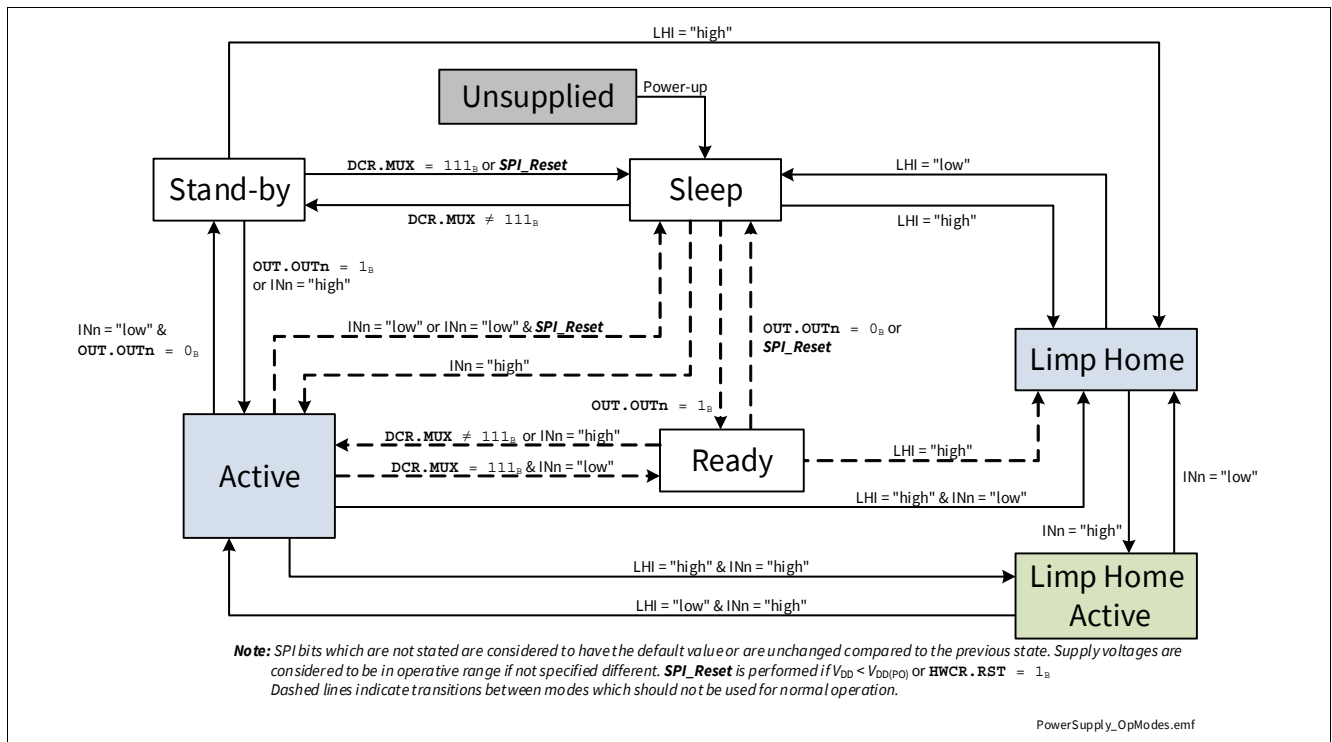 LHI = "high"
Unsupplied
Power-up
Stand-by
DCR.MUX = 111B or SPI_Reset
Sleep
LHI = "low"
DCR.MUX ≠ 111B
LHI = "high"
OUT.OUTn = 1B
or INn = "high"
INn = "low" &
OUT.OUTn = 0B
INn = "low" or INn = "low" & SPI_Reset
OUT.OUTn = 0B or
SPI_Reset
INn = "high"
Limp Home
OUT.OUTn = 1B
DCR.MUX ≠ 111B or INn = "high"
Ready
LHI = "high"
Active
DCR.MUX = 111B & INn = "low"
INn = "low"
LHI = "high" & INn = "low"
INn = "high"
LHI = "high" & INn = "high"
Limp Home
Active
LHI = "low" & INn = "high"
Note: SPI bits which are not stated are considered to have the default value or are unchanged compared to the previous state. Supply voltages are
considered to be in operative range if not specified different. SPI_Reset is performed if VDD < VDD(PO) or HWCR.RST = 1B
Dashed lines indicate transitions between modes which should not be used for normal operation.
PowerSupply_OpModes.emf